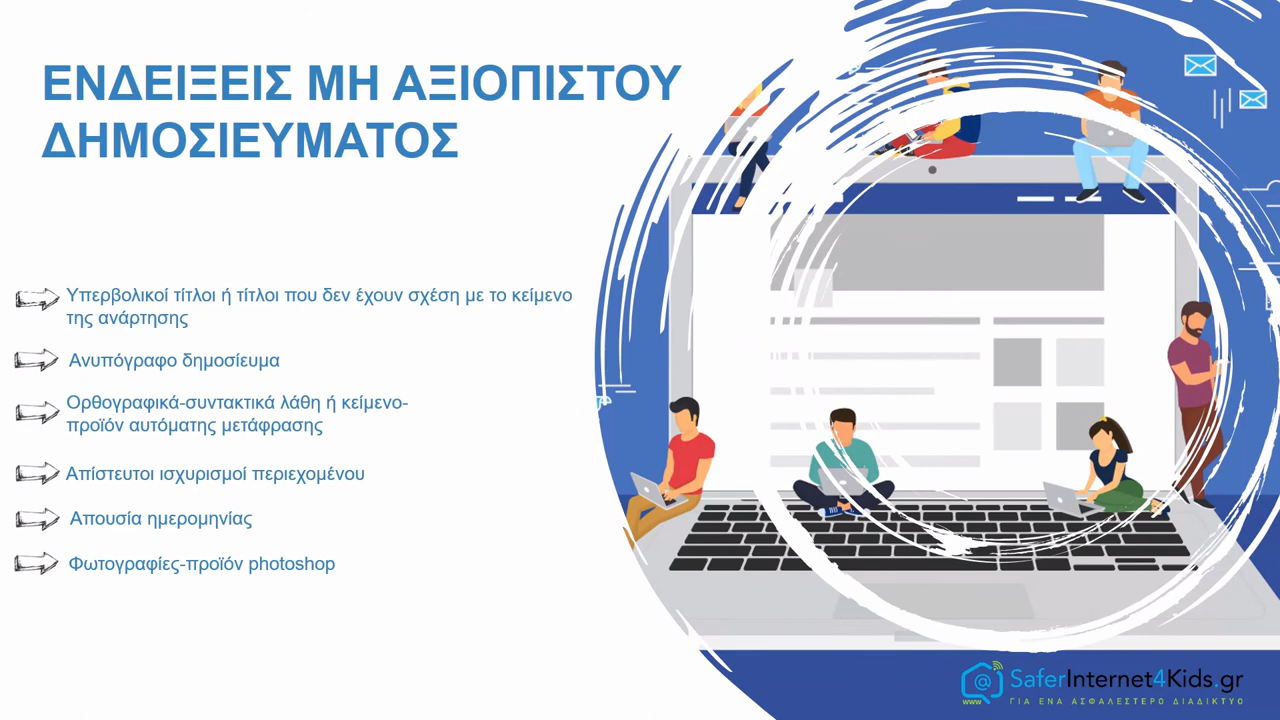 ΕΝΔΕΙΞΕΙΣ ΜΗ ΑΞΙΟΠΙΣΤΟΥ
ΔΗΜΟΣΙΕΥΜΑΤΟΣ
Υπερβολικοί τίτλοι ή τίτλοι που δεν έχουν σχέση με το κείμενο
της ανάρτησης
Ανυπόγραφο δημοσίευμα
Ορθογραφικά-συντακτικά λάθη ή κείμενο-
προϊόν αυτόματης μετάφρασης
Απίστευτοι ισχυρισμοί περιεχομένου
Απουσία ημερομηνίας
Φωτογραφίες-προϊόν photoshop
@
www
SaferInternet4Kids.gr
ΓΙΑ ΕΝΑ ΑΣΦΑΛΕΣΤΕΡΟ ΔΙΑΔΙΚΤΥΟ